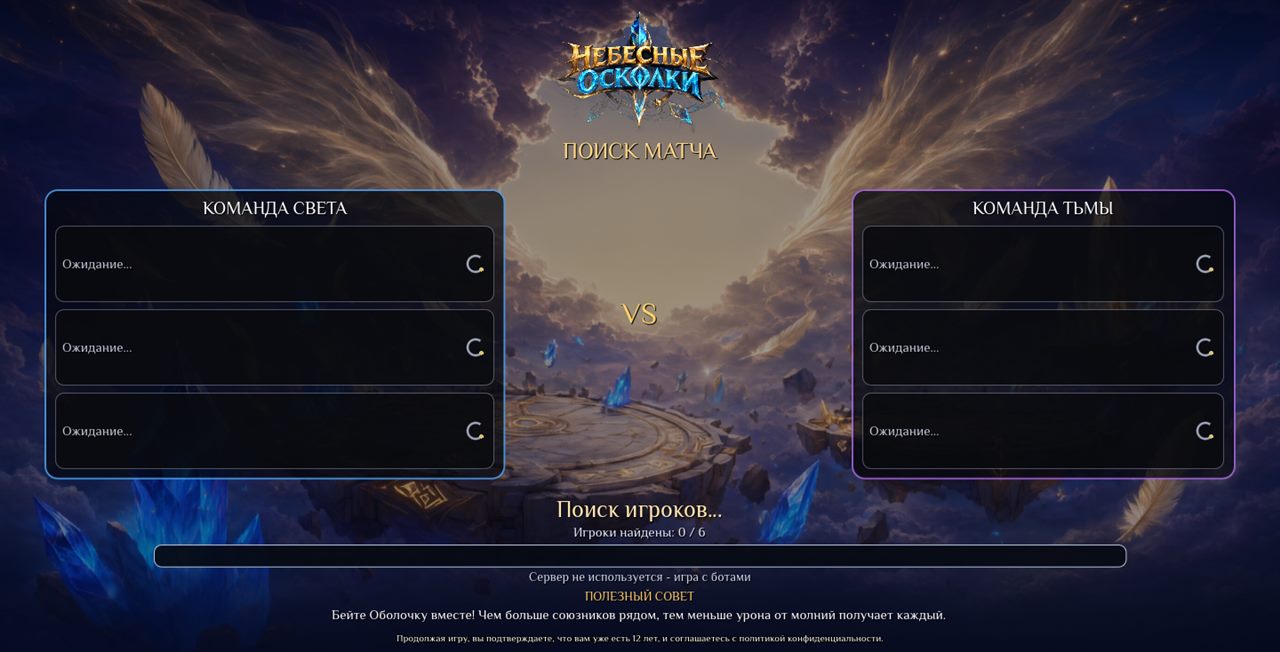 НЕБЕСНЫЕ
ОСКОЛКИ
ПОИСК МАТЧА
КОМАНДА СВЕТА
Ожидание...
Ожидание...
Ожидание...
VS
КОМАНДА ТЬМЫ
Ожидание...
Ожидание...
Ожидание...
Поиск игроков...
Игроки найдены: 0 / 6
Сервер не используется - игра с ботами
ПОЛЕЗНЫЙ СОВЕТ
Бейте Оболочку вместе! Чем больше союзников рядом, тем меньше урона от молний получает каждый.
Продолжая игру, вы подтверждаете, что вам уже есть 12 лет, и соглашаетесь с политикой конфиденциальности.